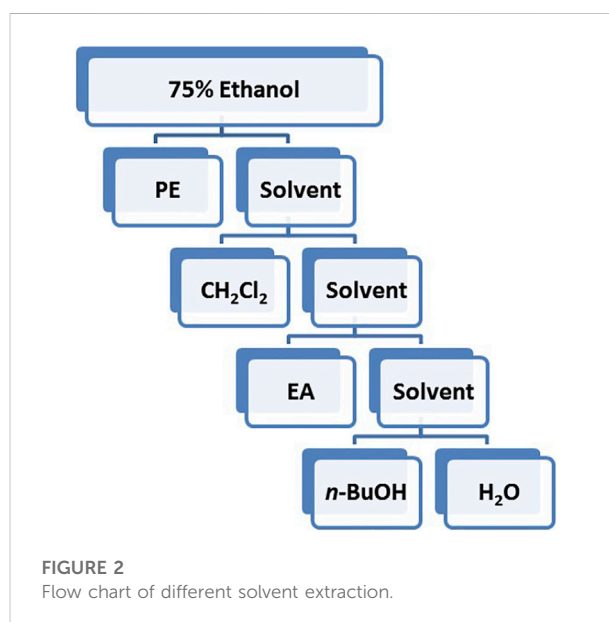 75% Ethanol
PE Solvent
CH₂Cl₂ Solvent
EA Solvent
n-BuOH H₂O
FIGURE 2
Flow chart of different solvent extraction.